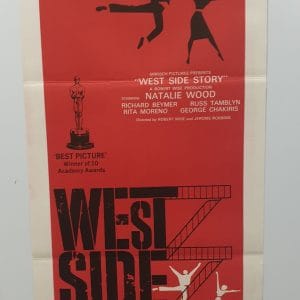 MIRISCH PICTURES PRESENTS
"WEST SIDE STORY"
A ROBERT WISE PRODUCTION
STARRING NATALIE WOOD
RICHARD BEYMER RUSS TAMBLYN
RITA MORENO GEORGE CHAKIRIS
Directed by ROBERT WISE and JEROME ROBBINS
'BEST PICTURE'
Winner of 10
Academy Awards
WEST
SIDE